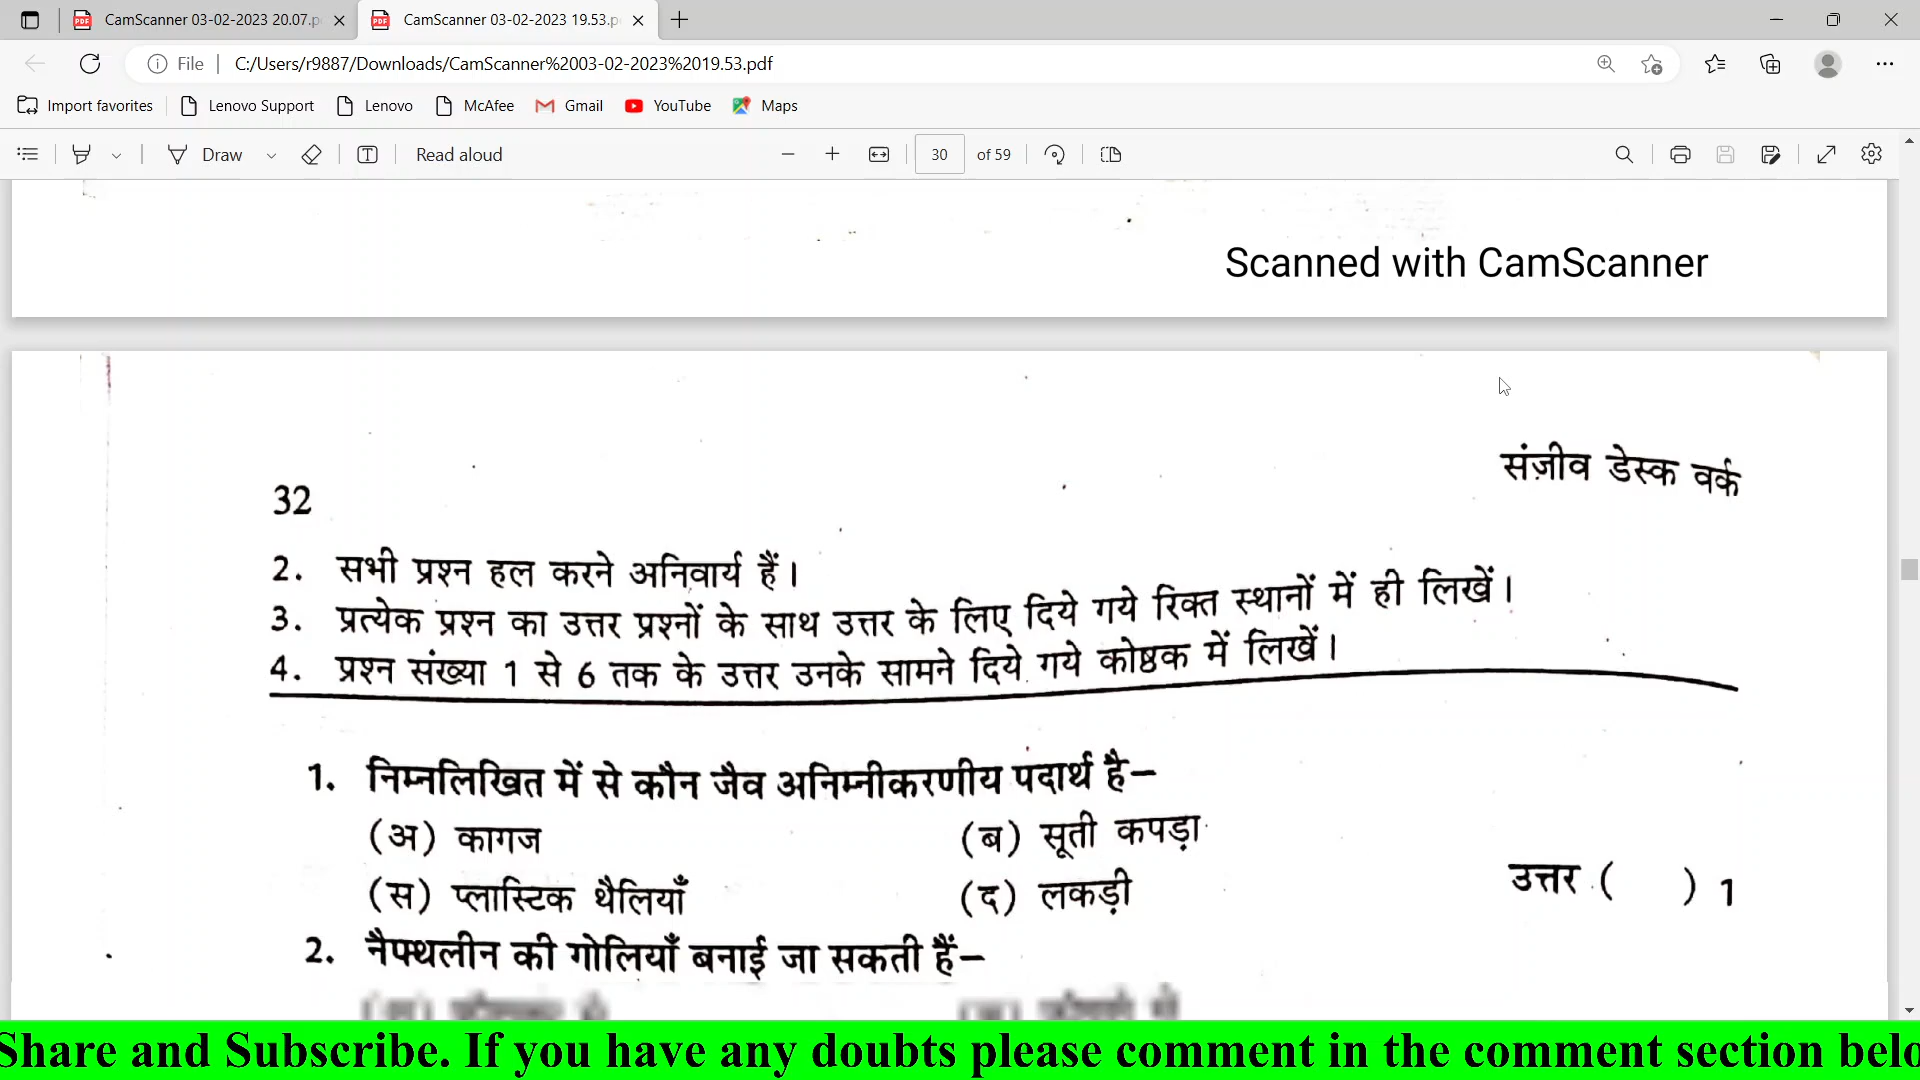 CamScanner 03-02-2023 20.07.p
CamScanner 03-02-2023 19.53.p
File
C:/Users/r9887/Downloads/CamScanner%2003-02-2023%2019.53.pdf
Import favorites
Lenovo Support
Lenovo
McAfee
Gmail
YouTube
Maps
Draw
Read aloud
30 of 59
Scanned with CamScanner
संजीव डेस्क वर्क
32
2. सभी प्रश्न हल करने अनिवार्य हैं।
3. प्रत्येक प्रश्न का उत्तर प्रश्नों के साथ उत्तर के लिए दिये गये रिक्त स्थानों में ही लिखें।
4. प्रश्न संख्या 1 से 6 तक के उत्तर उनके सामने दिये गये कोष्ठक में लिखें।
1. निम्नलिखित में से कौन जैव अनिम्नीकरणीय पदार्थ है–
(अ) कागज (ब) सूती कपड़ा
(स) प्लास्टिक थैलियाँ (द) लकड़ी उत्तर ( ) 1
2. नैफ्थलीन की गोलियाँ बनाई जा सकती हैं–
Share and Subscribe. If you have any doubts please comment in the comment section belo